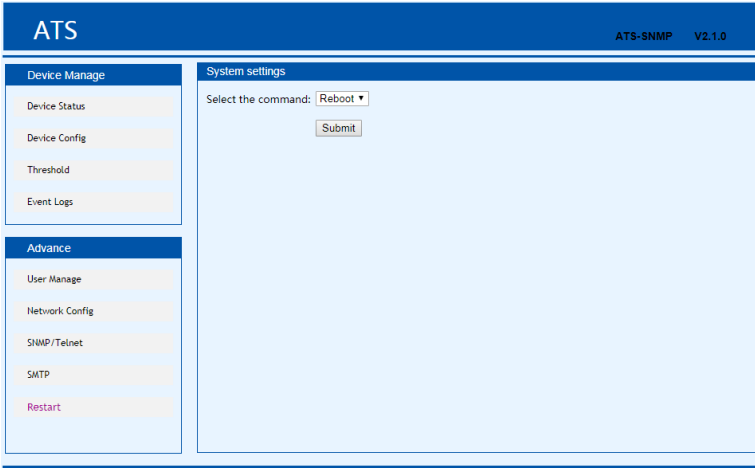 ATS
ATS-SNMP V2.1.0
Device Manage
Device Status
Device Config
Threshold
Event Logs
Advance
User Manage
Network Config
SNMP/Telnet
SMTP
Restart
System settings
Select the command: Reboot
Submit